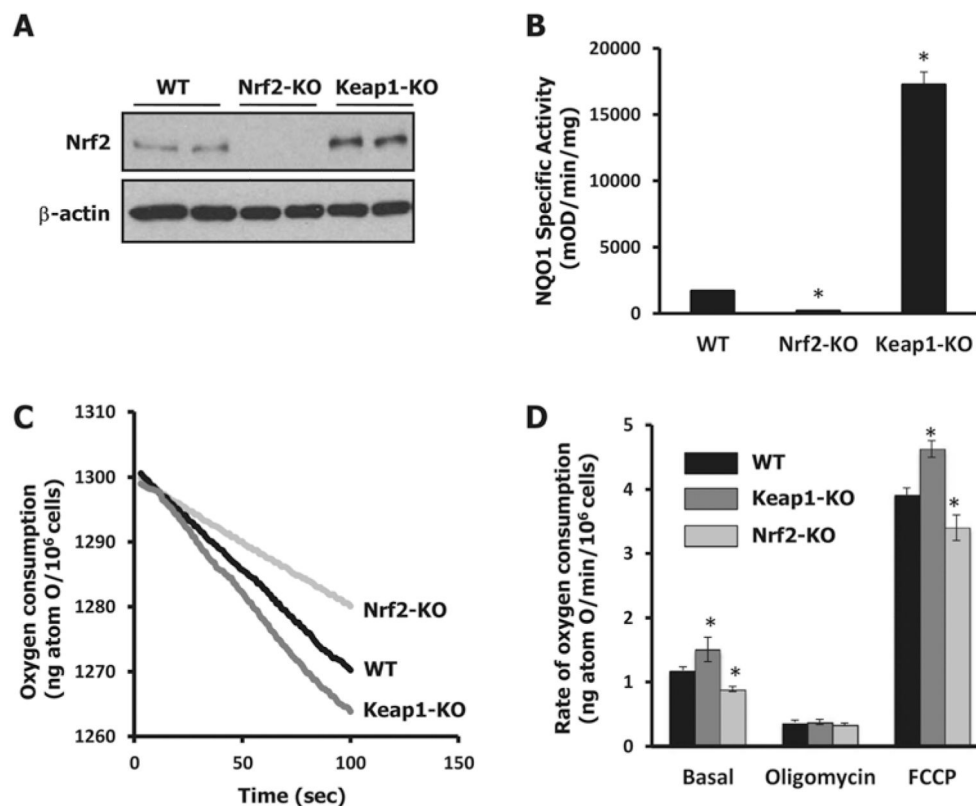 A
WT Nrf2-KO Keap1-KO
Nrf2
β-actin
B
NQO1 Specific Activity
(mOD/min/mg)
20000
15000
10000
5000
0
*
*
WT Nrf2-KO Keap1-KO
C
Oxygen consumption
(ng atom O/10⁶ cells)
1310
1300
1290
1280
1270
1260
Nrf2-KO
WT
Keap1-KO
0 50 100 150
Time (sec)
D
Rate of oxygen consumption
(ng atom O/min/10⁶ cells)
5
4
3
2
1
0
WT
Keap1-KO
Nrf2-KO
*
*
*
*
Basal Oligomycin FCCP